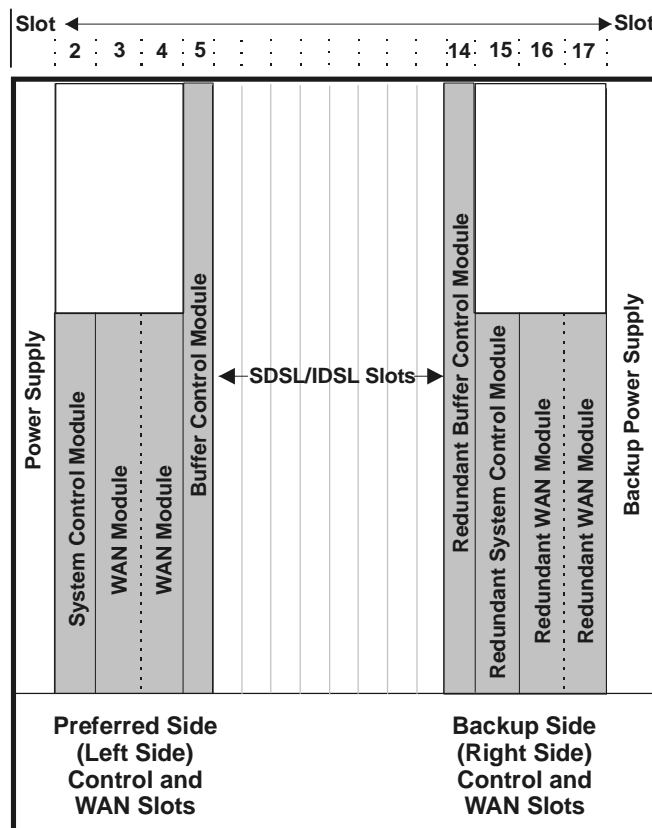 Slot
Slot
2 3 4 5 14 15 16 17
Power Supply
System Control Module
WAN Module
WAN Module
Buffer Control Module
SDSL/IDSL Slots
Redundant Buffer Control Module
Redundant System Control Module
Redundant WAN Module
Redundant WAN Module
Backup Power Supply
Preferred Side
(Left Side)
Control and
WAN Slots
Backup Side
(Right Side)
Control and
WAN Slots